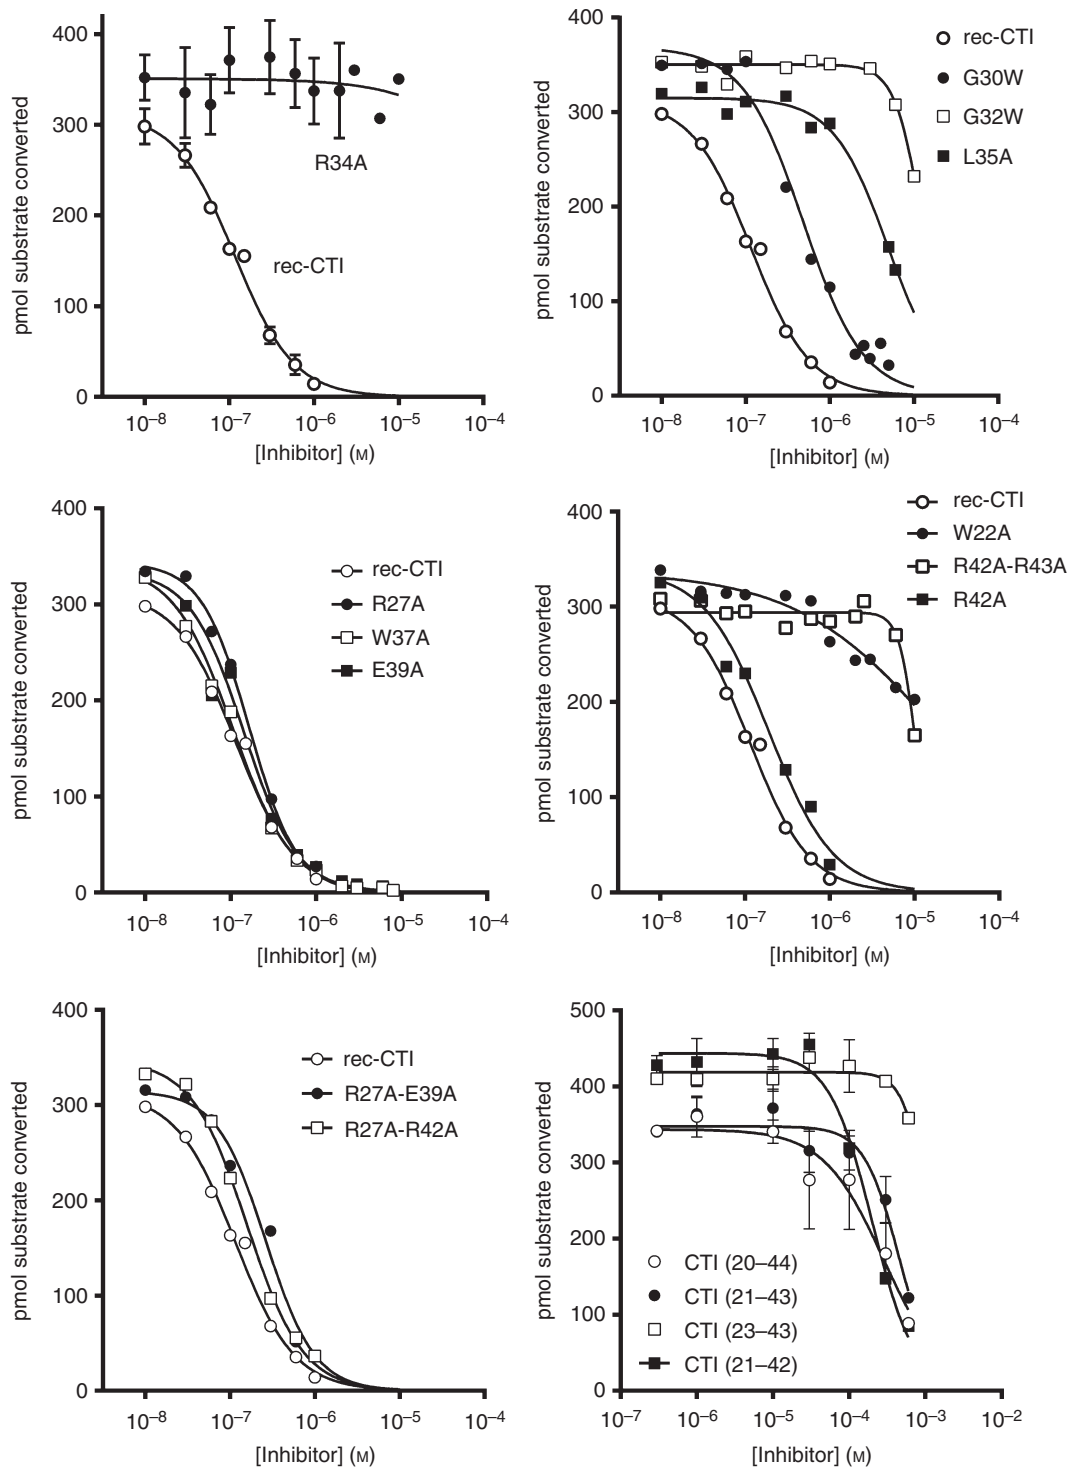 400
300
200
100
0
pmol substrate converted
R34A
rec-CTI
10⁻⁸ 10⁻⁷ 10⁻⁶ 10⁻⁵ 10⁻⁴
[Inhibitor] (M)
400
300
200
100
0
pmol substrate converted
rec-CTI
G30W
G32W
L35A
10⁻⁸ 10⁻⁷ 10⁻⁶ 10⁻⁵ 10⁻⁴
[Inhibitor] (M)
400
300
200
100
0
pmol substrate converted
rec-CTI
R27A
W37A
E39A
10⁻⁸ 10⁻⁷ 10⁻⁶ 10⁻⁵ 10⁻⁴
[Inhibitor] (M)
400
300
200
100
0
pmol substrate converted
rec-CTI
W22A
R42A-R43A
R42A
10⁻⁸ 10⁻⁷ 10⁻⁶ 10⁻⁵ 10⁻⁴
[Inhibitor] (M)
400
300
200
100
0
pmol substrate converted
rec-CTI
R27A-E39A
R27A-R42A
10⁻⁸ 10⁻⁷ 10⁻⁶ 10⁻⁵ 10⁻⁴
[Inhibitor] (M)
500
400
300
200
100
0
pmol substrate converted
CTI (20–44)
CTI (21–43)
CTI (23–43)
CTI (21–42)
10⁻⁷ 10⁻⁶ 10⁻⁵ 10⁻⁴ 10⁻³ 10⁻²
[Inhibitor] (M)